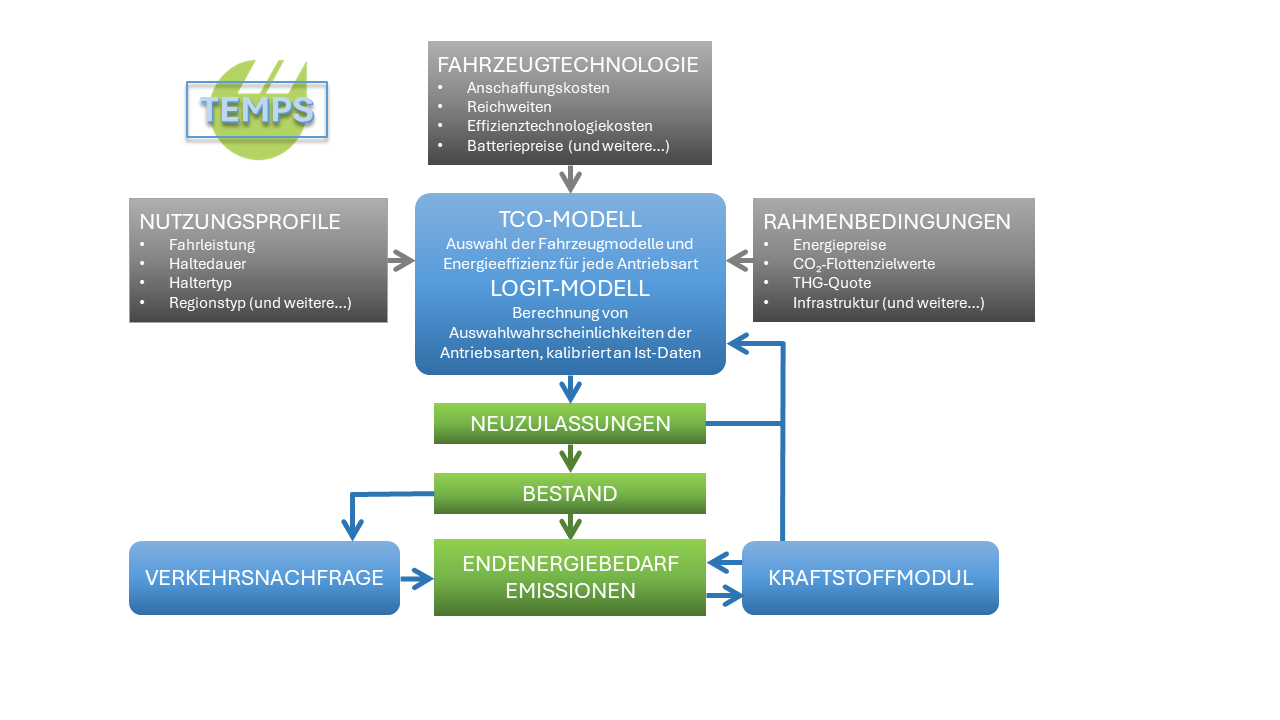 TEMPS
FAHRZEUGTECHNOLOGIE
• Anschaffungskosten
• Reichweiten
• Effizienztechnologiekosten
• Batteriepreise (und weitere...)
NUTZUNGSPROFILE
• Fahrleistung
• Haltedauer
• Haltertyp
• Regionstyp (und weitere...)
TCO-MODELL
Auswahl der Fahrzeugmodelle und
Energieeffizienz für jede Antriebsart
LOGIT-MODELL
Berechnung von
Auswahlwahrscheinlichkeiten der
Antriebsarten, kalibriert an Ist-Daten
RAHMENBEDINGUNGEN
• Energiepreise
• CO₂-Flottenzielwerte
• THG-Quote
• Infrastruktur (und weitere...)
NEUZULASSUNGEN
BESTAND
VERKEHRSNACHFRAGE
ENDENERGIEBEDARF
EMISSIONEN
KRAFTSTOFFMODUL